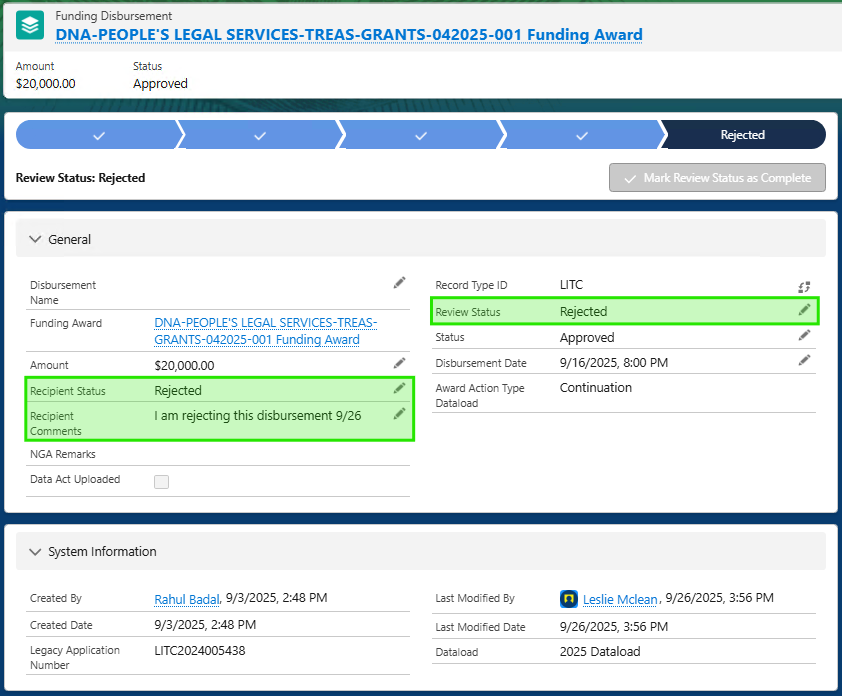 Funding Disbursement
DNA-PEOPLE'S LEGAL SERVICES-TREAS-GRANTS-042025-001 Funding Award
Amount
Status
$20,000.00
Approved
Rejected
Review Status: Rejected
Mark Review Status as Complete
General
Disbursement
Name
Funding Award
DNA-PEOPLE'S LEGAL SERVICES-TREAS-
GRANTS-042025-001 Funding Award
Amount
$20,000.00
Recipient Status
Rejected
Recipient
Comments
I am rejecting this disbursement 9/26
NGA Remarks
Data Act Uploaded
Record Type ID
LITC
Review Status
Rejected
Status
Approved
Disbursement Date
9/16/2025, 8:00 PM
Award Action Type
Dataload
Continuation
System Information
Created By
Rahul Badal, 9/3/2025, 2:48 PM
Created Date
9/3/2025, 2:48 PM
Legacy Application
Number
LITC2024005438
Last Modified By
Leslie Mclean, 9/26/2025, 3:56 PM
Last Modified Date
9/26/2025, 3:56 PM
Dataload
2025 Dataload